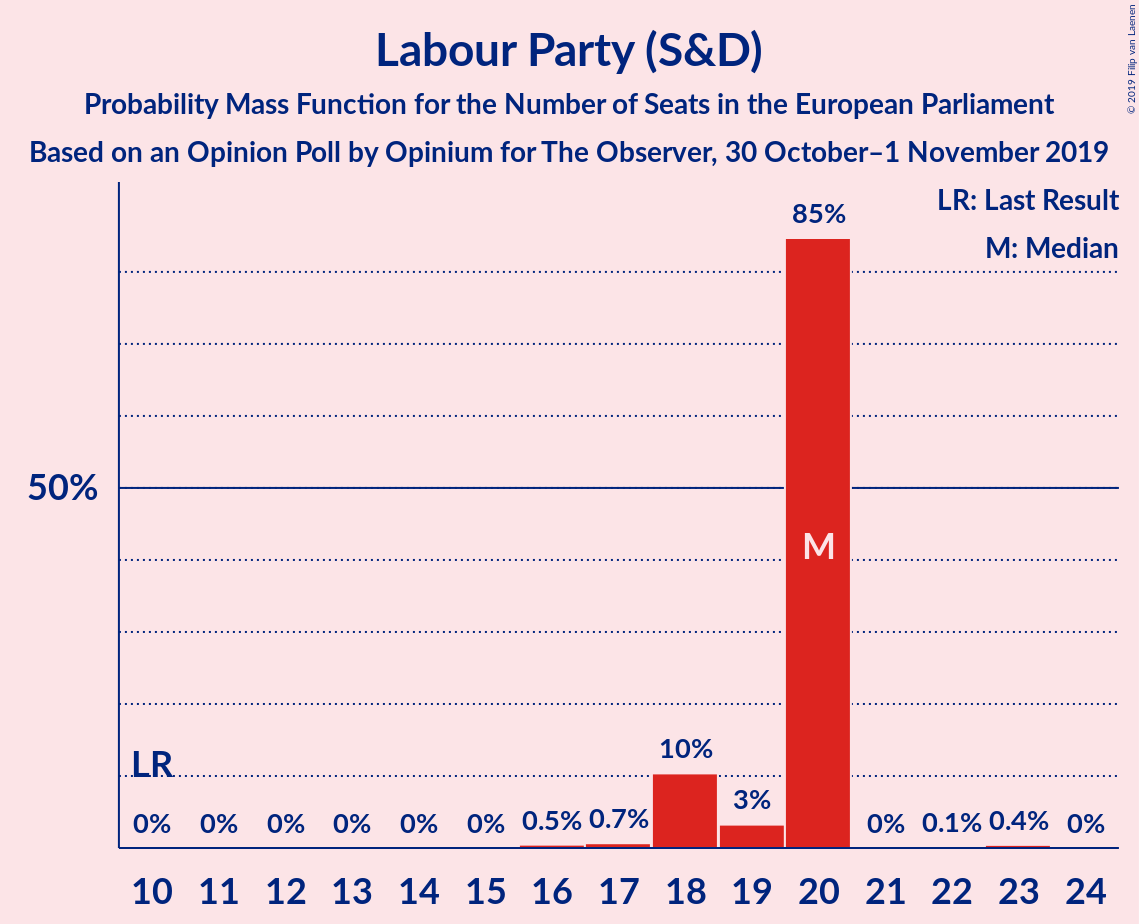 Labour Party (S&D)
Probability Mass Function for the Number of Seats in the European Parliament
Based on an Opinion Poll by Opinium for The Observer, 30 October–1 November 2019
© 2019 Filip van Laenen
LR: Last Result
M: Median
85%
50%
M
LR
10%
3%
0% 0% 0% 0% 0% 0% 0.5% 0.7% 0% 0.1% 0.4% 0%
10 11 12 13 14 15 16 17 18 19 20 21 22 23 24